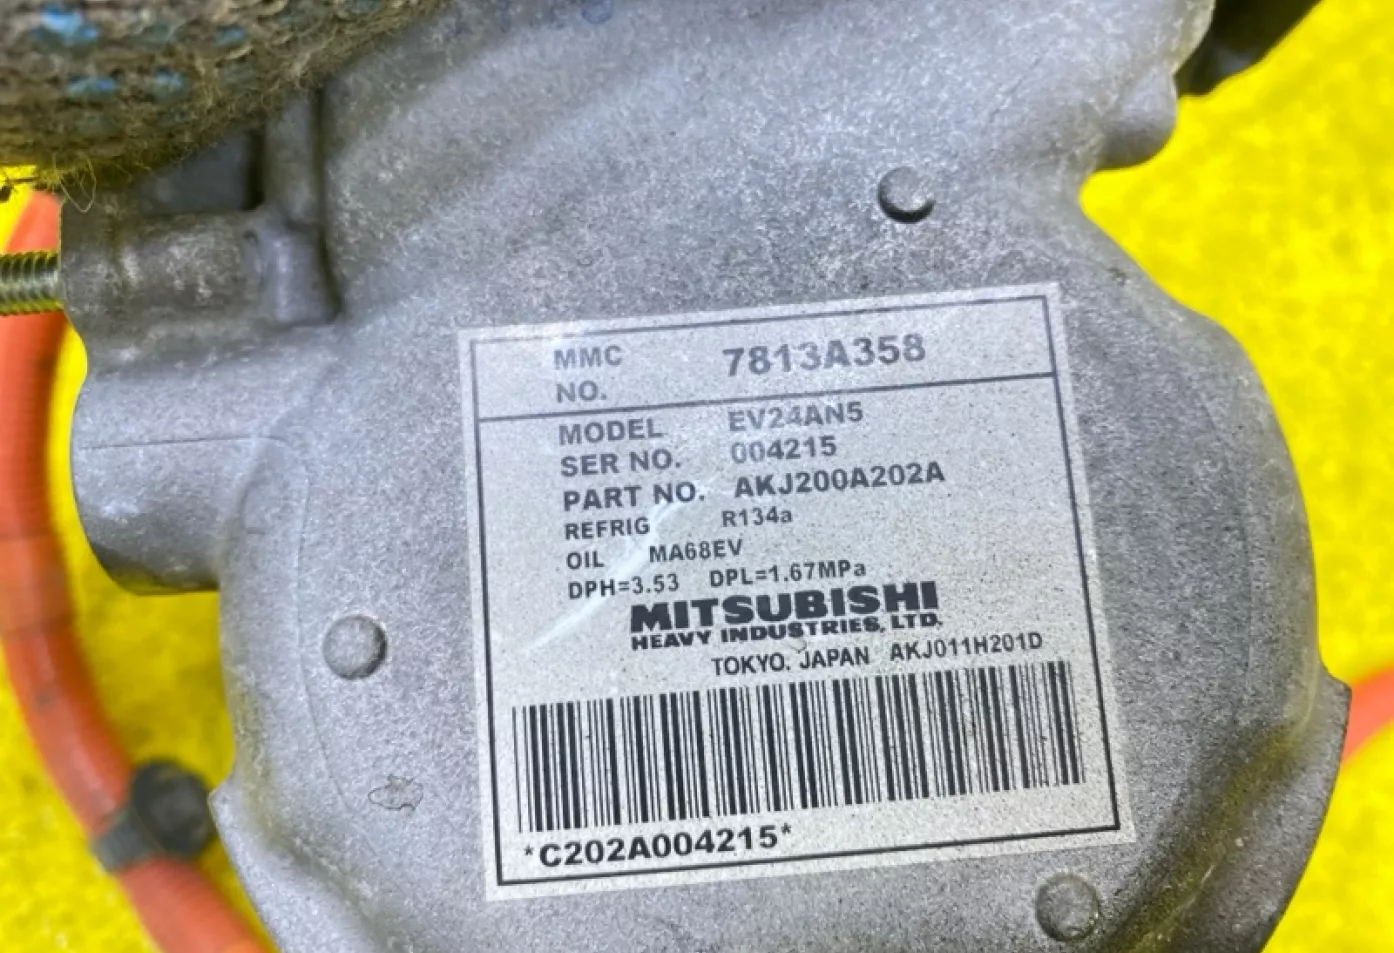 MMC NO. 7813A358
MODEL EV24AN5
SER NO. 004215
PART NO. AKJ200A202A
REFRIG R134a
OIL MA68EV
DPH=3.53 DPL=1.67MPa
MITSUBISHI
HEAVY INDUSTRIES, LTD.
TOKYO. JAPAN AKJ011H201D
*C202A004215*